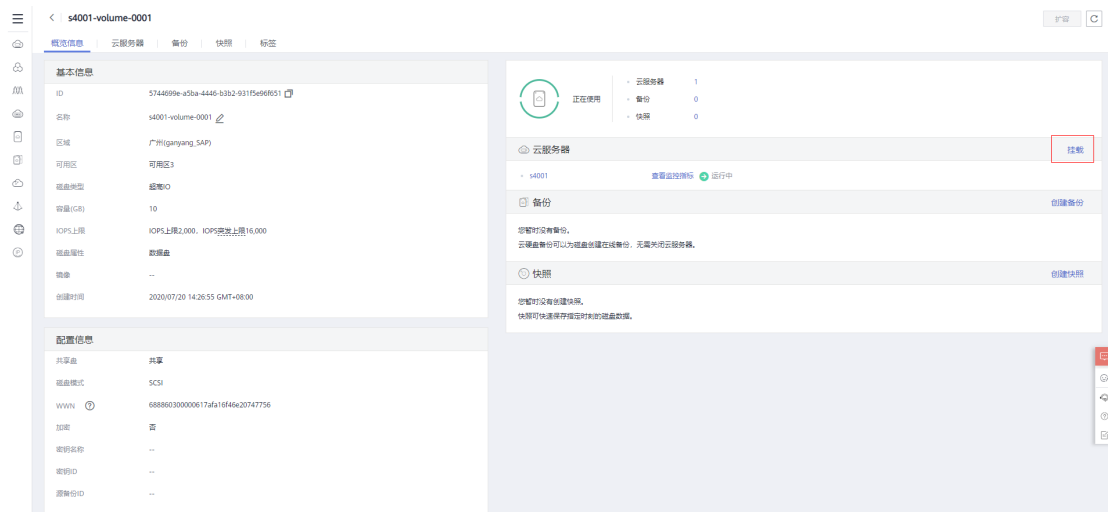 s4001-volume-0001
扩容
概览信息 云服务器 备份 快照 标签
基本信息
ID 5744699e-a5ba-4446-b3b2-931f5e96f651
名称 s4001-volume-0001
区域 广州(ganyang_SAP)
可用区 可用区3
磁盘类型 超高IO
容量(GB) 10
IOPS上限 IOPS上限2,000，IOPS突发上限16,000
磁盘属性 数据盘
镜像 --
创建时间 2020/07/20 14:26:55 GMT+08:00
配置信息
共享盘 共享
磁盘模式 SCSI
WWN 688860300000617afa16f46e20747756
加密 否
密钥名称 --
密钥ID --
源备份ID --
正在使用
云服务器 1
备份 0
快照 0
云服务器 挂载
s4001 查看监控指标 运行中
备份 创建备份
您暂时没有备份。
云硬盘备份可以为磁盘创建在线备份，无需关闭云服务器。
快照 创建快照
您暂时没有创建快照。
快照可快速保存指定时刻的磁盘数据。